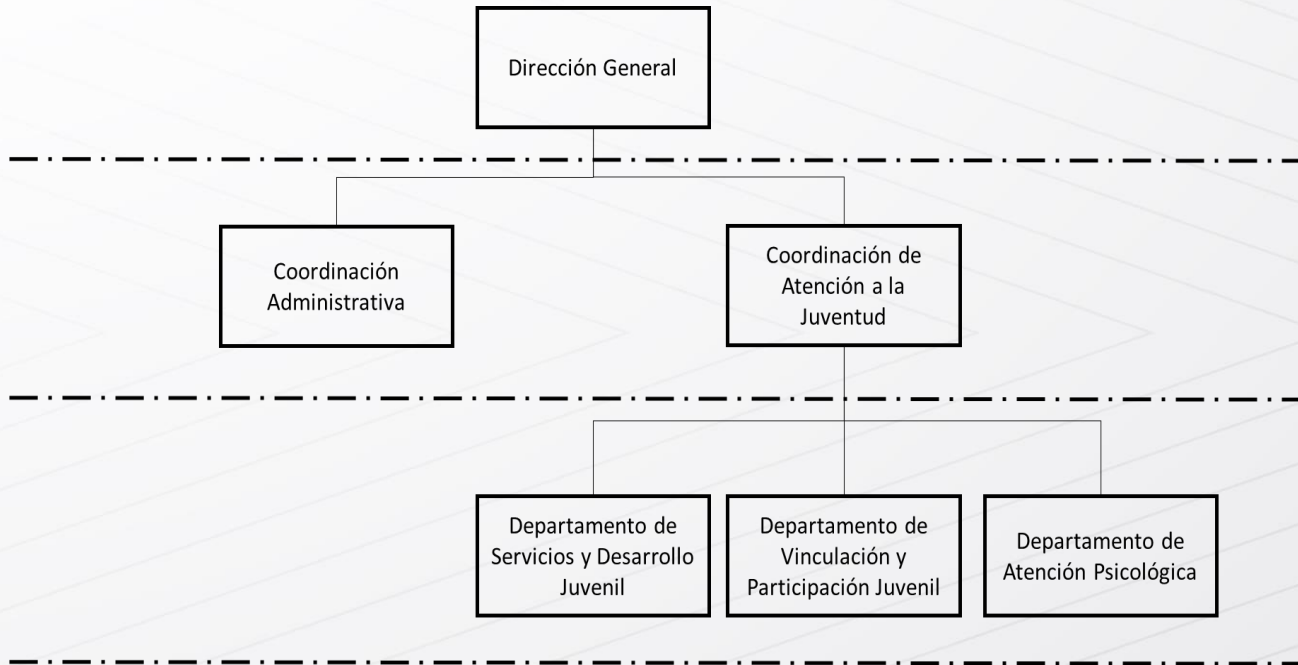 Dirección General
Coordinación
Administrativa
Coordinación de
Atención a la
Juventud
Departamento de
Servicios y Desarrollo
Juvenil
Departamento de
Vinculación y
Participación Juvenil
Departamento de
Atención Psicológica